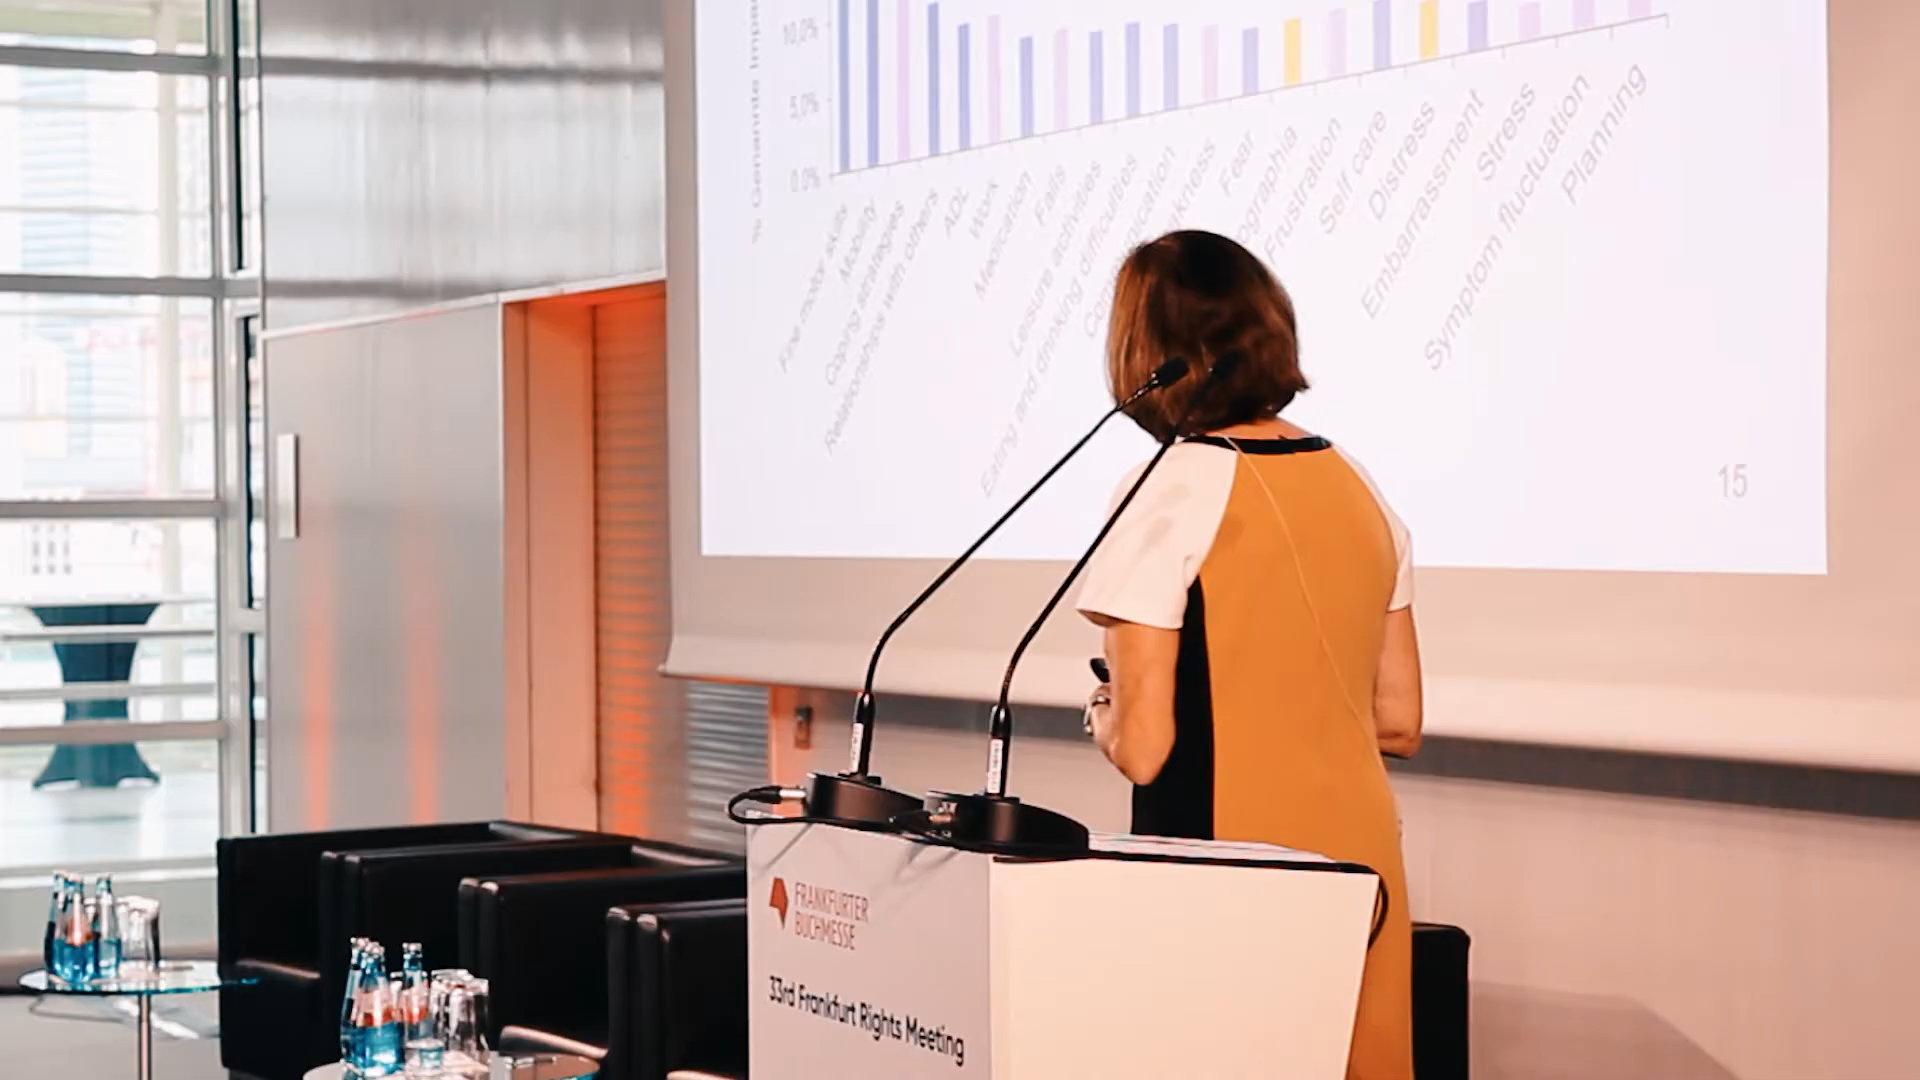 10,0%
5,0%
0.0%
Fine motor skills
Mobility
Coping strategies
Relationships with others
ADL
Work
Medication
Falls
Leisure activities
Eating and drinking difficulties
Fear
Frustration
Self care
Distress
Embarrassment
Stress
Symptom fluctuation
Planning
15
FRANKFURTER
BUCHMESSE
33rd Frankfurt Rights Meeting